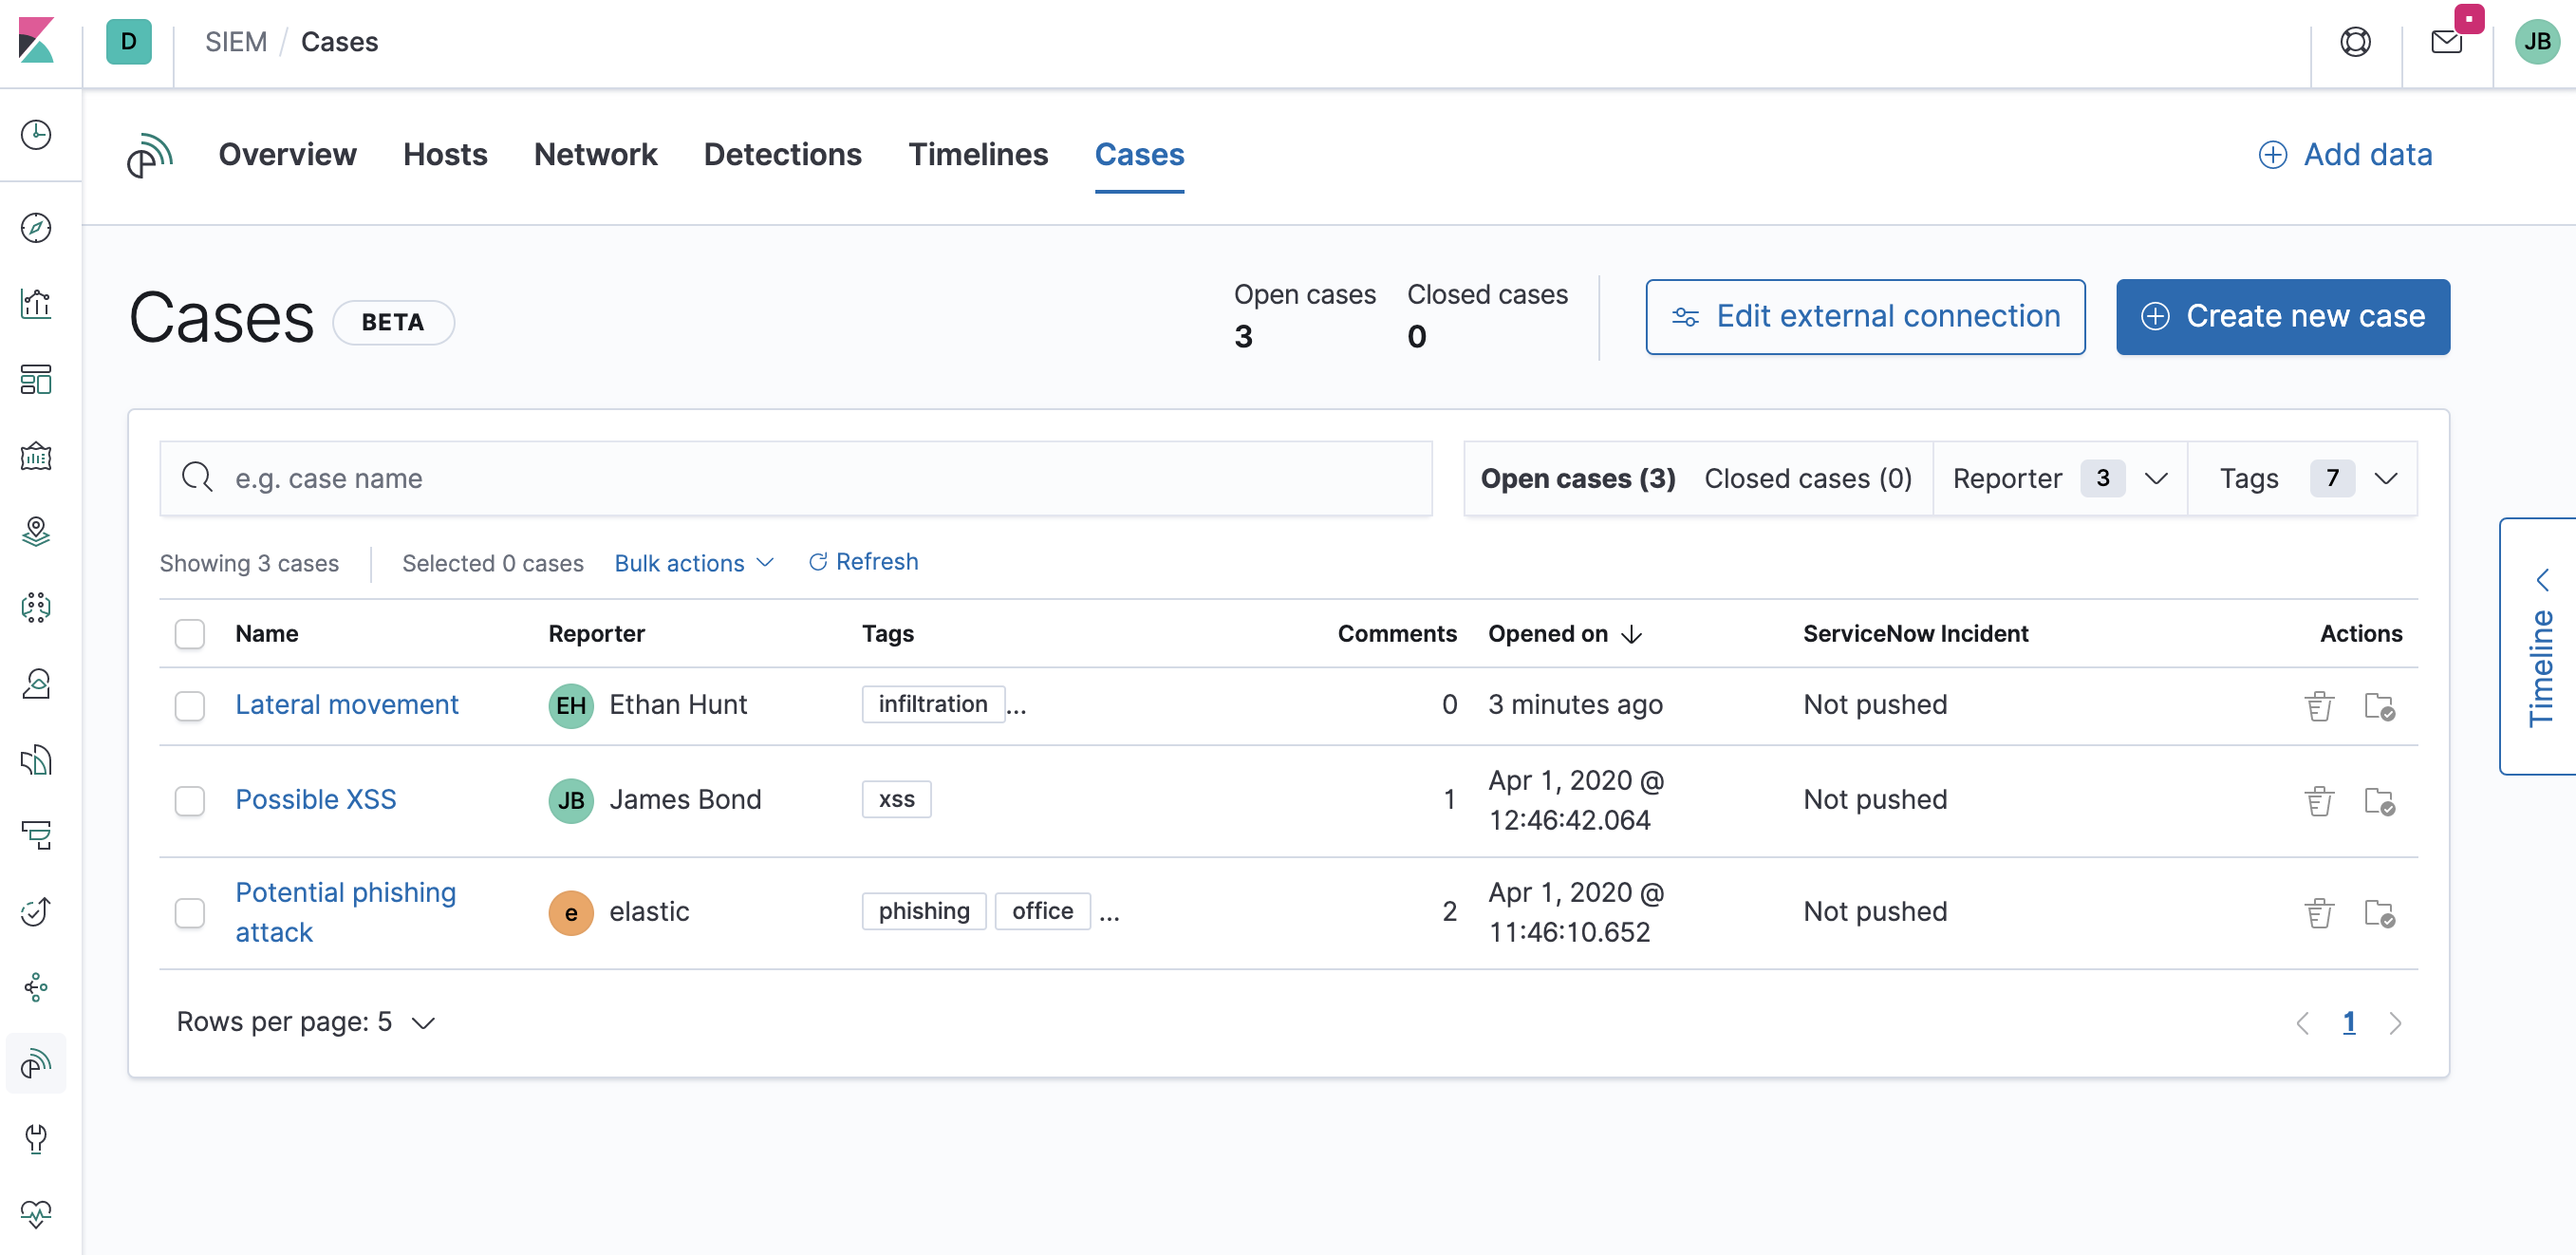 D SIEM / Cases JB
Overview Hosts Network Detections Timelines Cases Add data
Cases BETA
Open cases Closed cases
3 0
Edit external connection Create new case
e.g. case name
Open cases (3) Closed cases (0) Reporter 3 Tags 7
Showing 3 cases Selected 0 cases Bulk actions Refresh
Name Reporter Tags Comments Opened on ServiceNow Incident Actions
Lateral movement EH Ethan Hunt infiltration ... 0 3 minutes ago Not pushed
Possible XSS JB James Bond xss 1 Apr 1, 2020 @
12:46:42.064 Not pushed
Potential phishing
attack e elastic phishing office ... 2 Apr 1, 2020 @
11:46:10.652 Not pushed
Rows per page: 5 1
Timeline